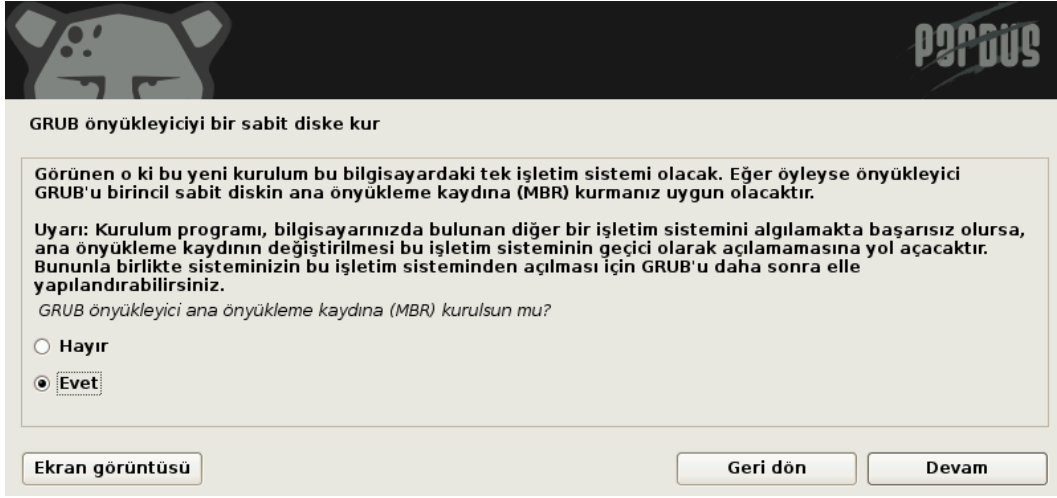 PARDUS
GRUB önyükleyiciyi bir sabit diske kur
Görünen o ki bu yeni kurulum bu bilgisayardaki tek işletim sistemi olacak. Eğer öyleyse önyükleyici
GRUB'u birincil sabit diskin ana önyükleme kaydına (MBR) kurmanız uygun olacaktır.
Uyarı: Kurulum programı, bilgisayarınızda bulunan diğer bir işletim sistemini algılamakta başarısız olursa,
ana önyükleme kaydının değiştirilmesi bu işletim sisteminin geçici olarak açılamamasına yol açacaktır.
Bununla birlikte sisteminizin bu işletim sisteminden açılması için GRUB'u daha sonra elle
yapılandırabilirsiniz.
GRUB önyükleyici ana önyükleme kaydına (MBR) kurulsun mu?
Hayır
Evet
Ekran görüntüsü
Geri dön
Devam